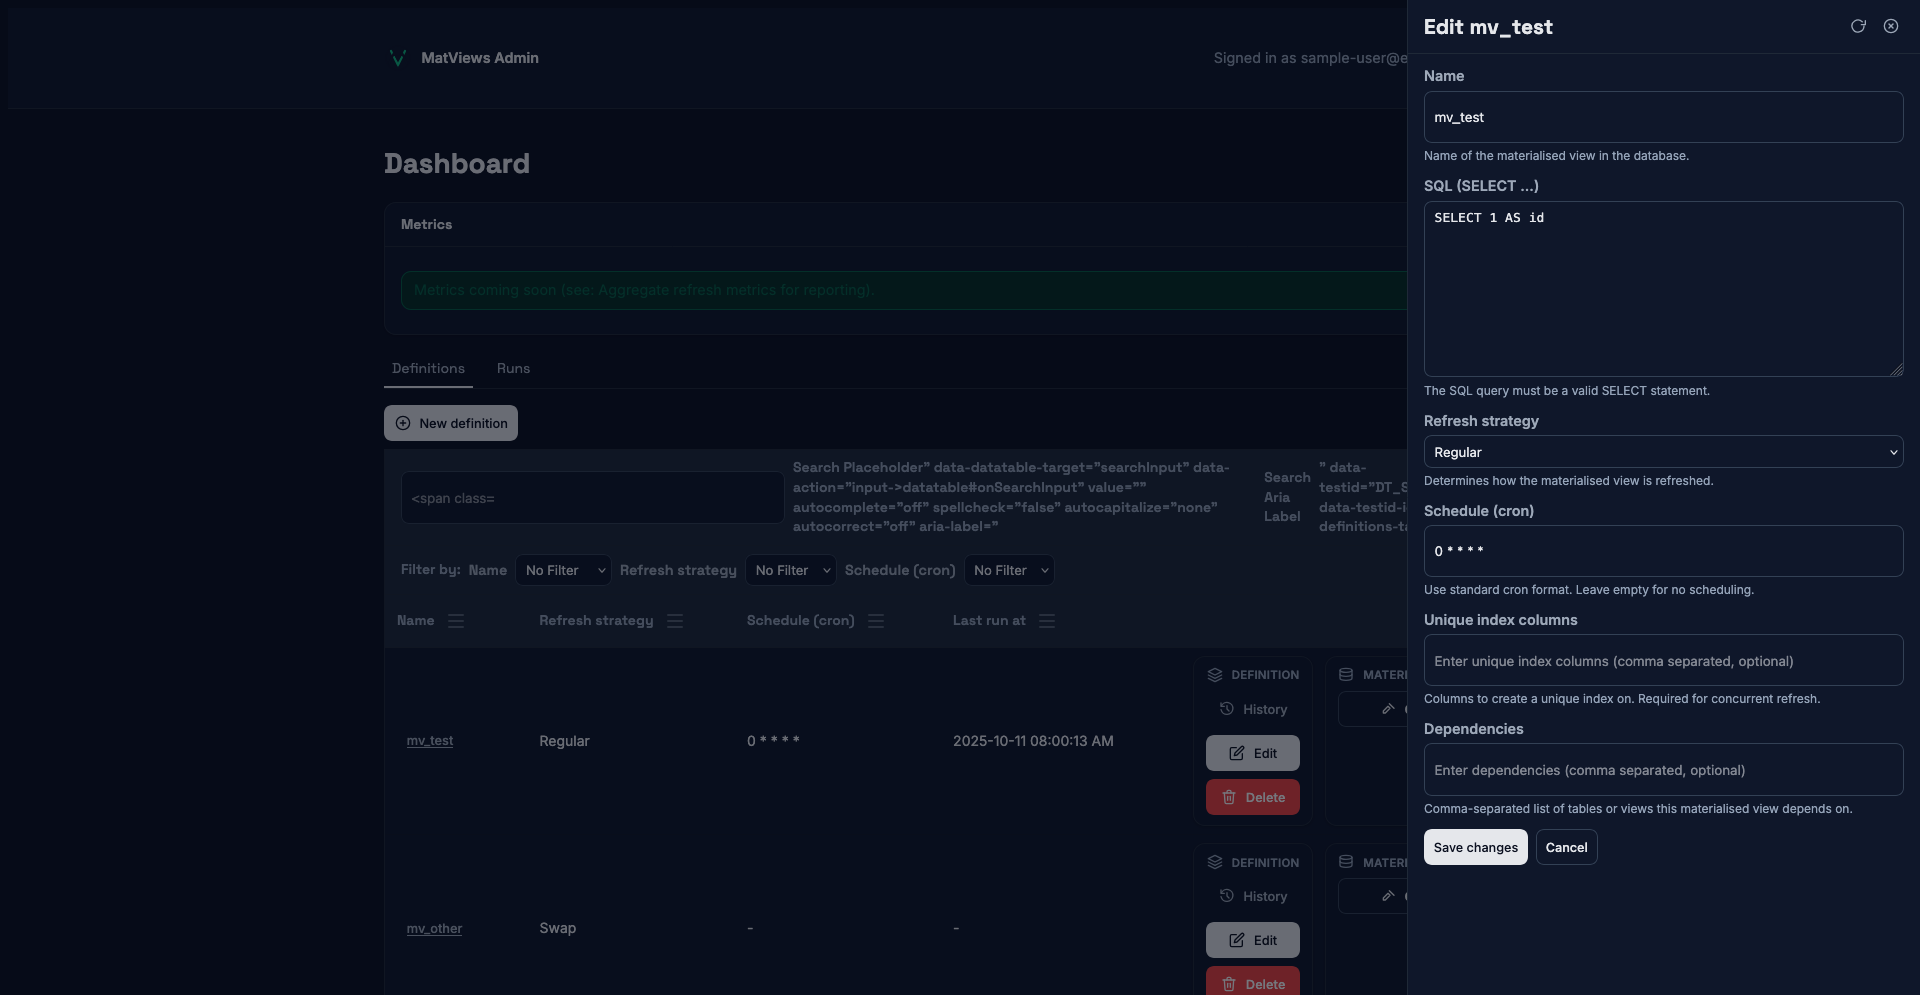 MatViews Admin
Signed in as sample-user@e
Dashboard
Metrics
Metrics coming soon (see: Aggregate refresh metrics for reporting).
Definitions
Runs
New definition
<span class=
Search Placeholder" data-datatable-target="searchInput" data-
action="input->datatable#onSearchInput" value=""
autocomplete="off" spellcheck="false" autocapitalize="none"
autocorrect="off" aria-label="
Search
Aria
Label
" data-
testid="DT_S
data-testid-i
definitions-ta
Filter by:
Name
No Filter
Refresh strategy
No Filter
Schedule (cron)
No Filter
Name
Refresh strategy
Schedule (cron)
Last run at
mv_test
Regular
0 * * * *
2025-10-11 08:00:13 AM
DEFINITION
History
Edit
Delete
MATERI
mv_other
Swap
-
-
DEFINITION
History
Edit
Delete
MATERI
Edit mv_test
Name
mv_test
Name of the materialised view in the database.
SQL (SELECT ...)
SELECT 1 AS id
The SQL query must be a valid SELECT statement.
Refresh strategy
Regular
Determines how the materialised view is refreshed.
Schedule (cron)
0 * * * *
Use standard cron format. Leave empty for no scheduling.
Unique index columns
Enter unique index columns (comma separated, optional)
Columns to create a unique index on. Required for concurrent refresh.
Dependencies
Enter dependencies (comma separated, optional)
Comma-separated list of tables or views this materialised view depends on.
Save changes
Cancel